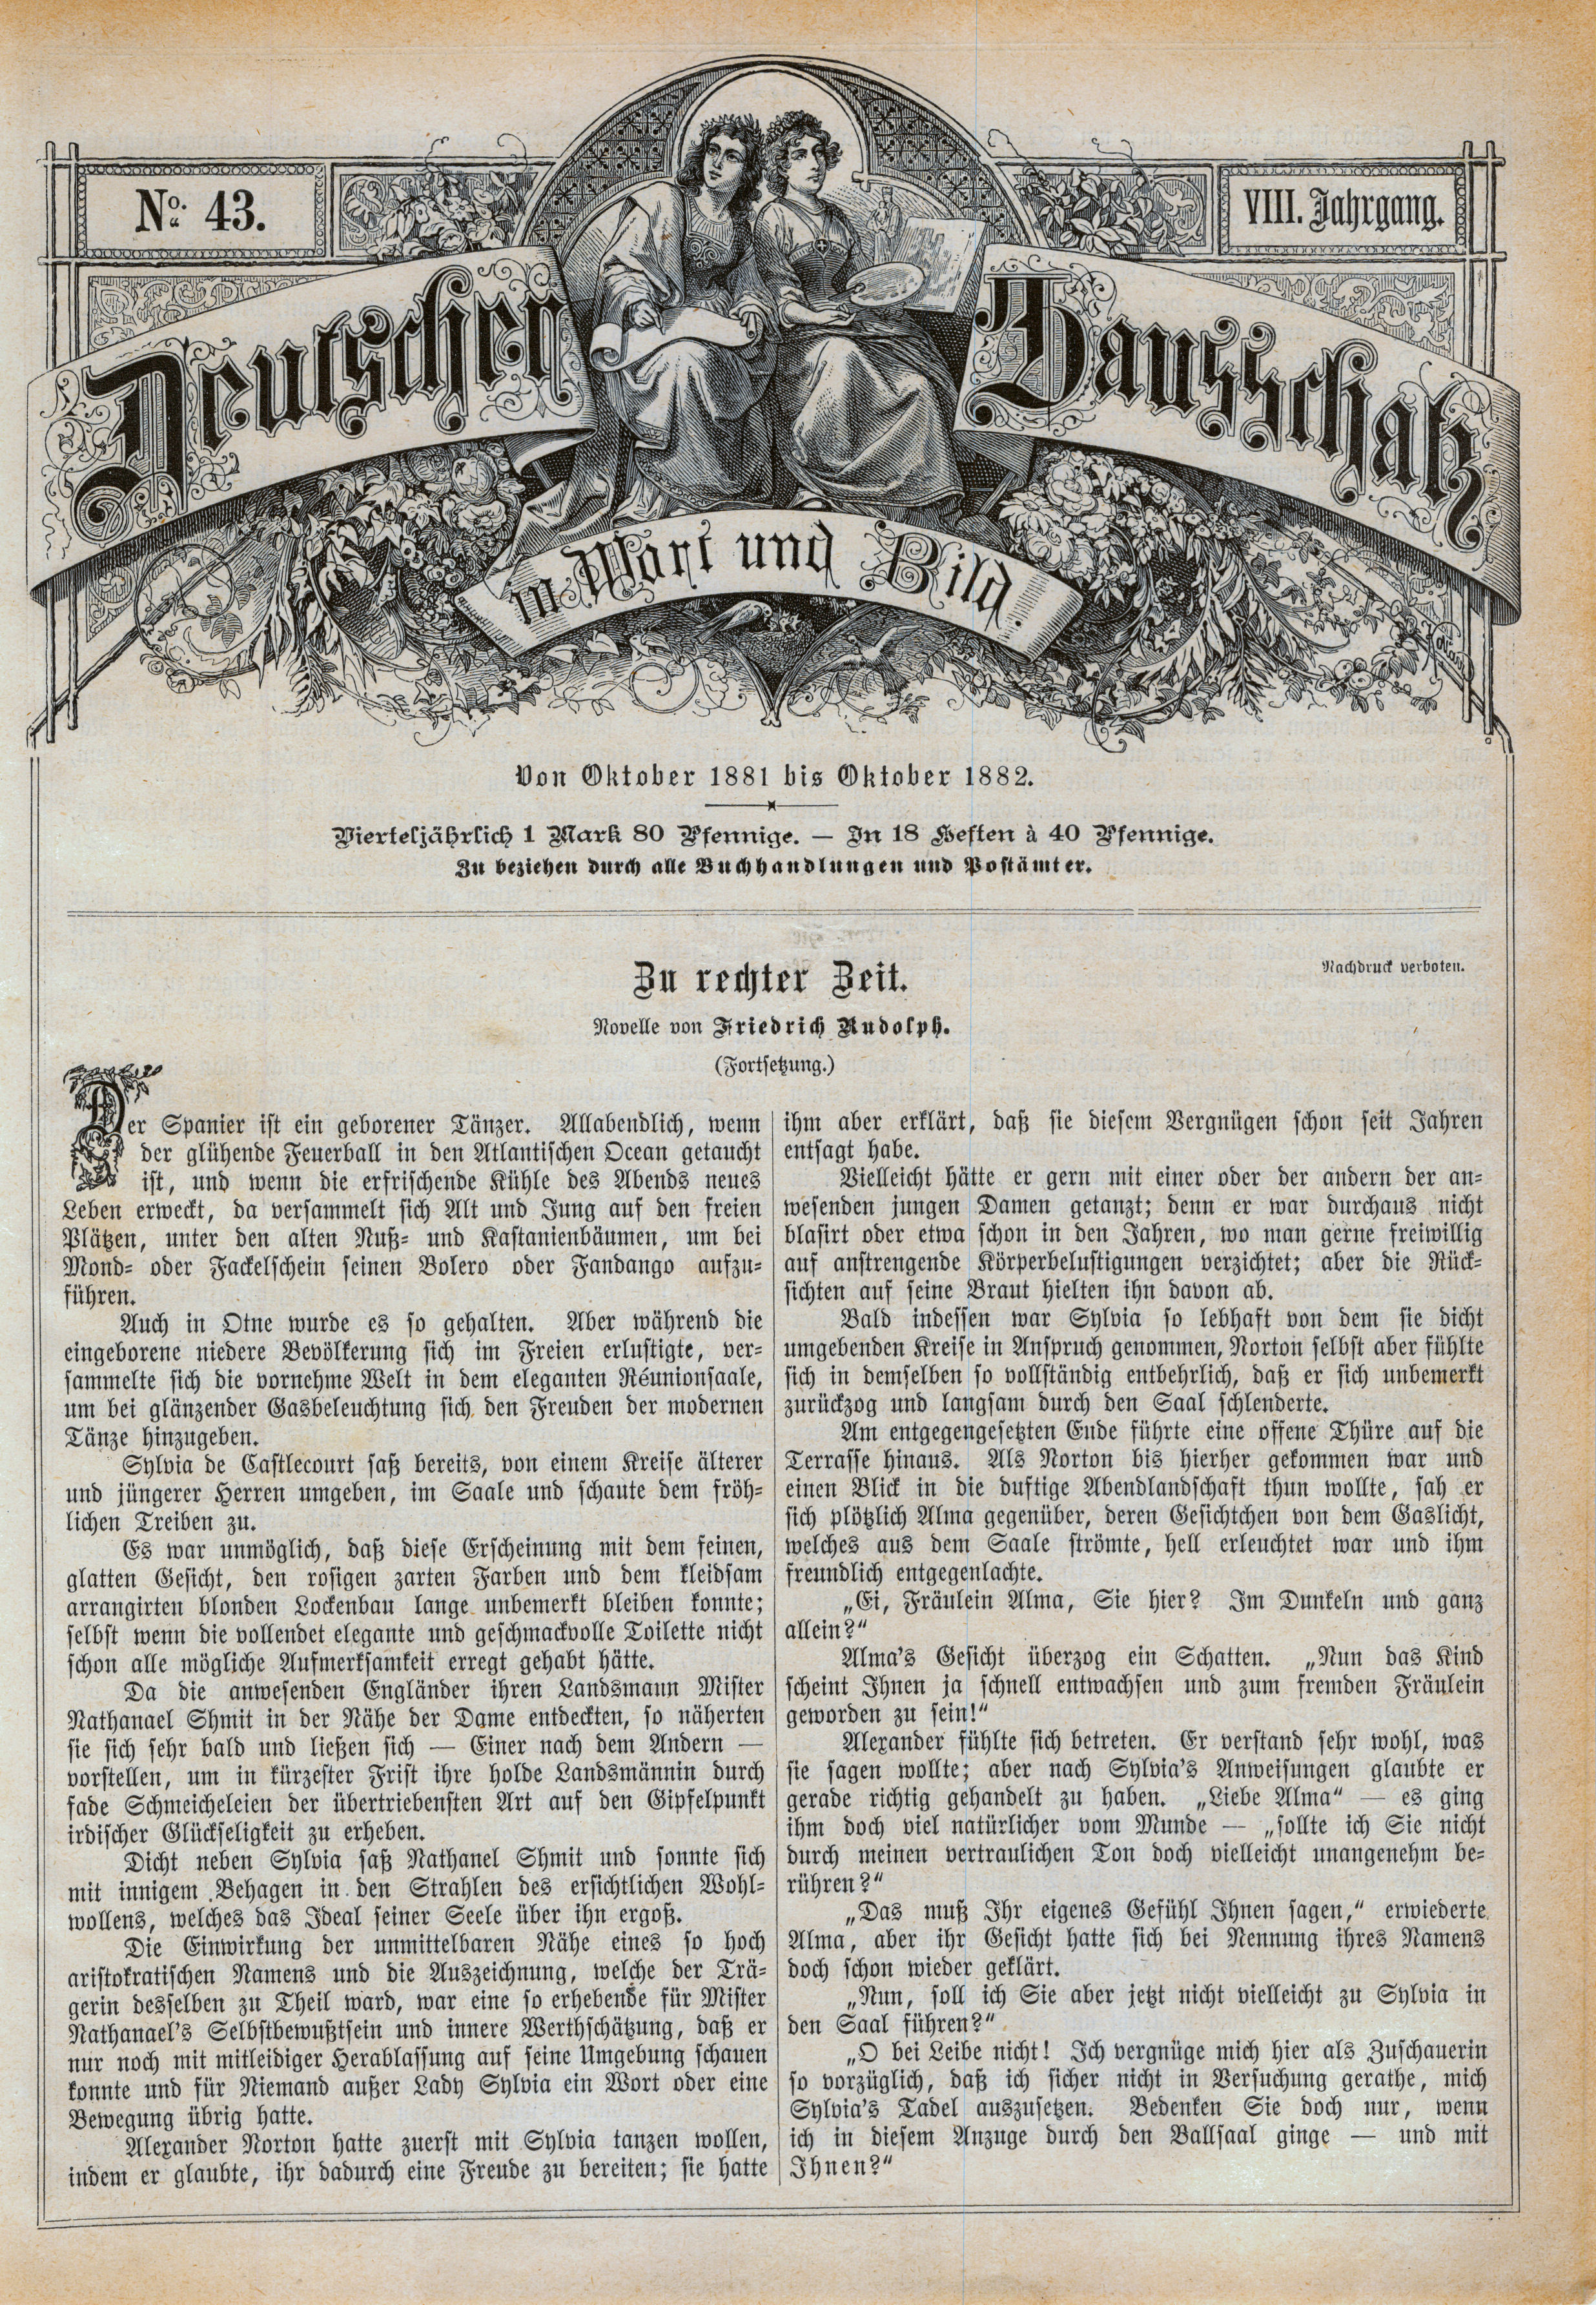 No. 43.
VIII. Jahrgang.
Deutscher Hausschatz
in Wort und Bild.
Von Oktober 1881 bis Oktober 1882.
Vierteljährlich 1 Mark 80 Pfennige. — In 18 Heften à 40 Pfennige.
Zu beziehen durch alle Buchhandlungen und Postämter.
Nachdruck verboten.
Zu rechter Zeit.
Novelle von Friedrich Rudolph.
(Fortsetzung.)
Der Spanier ist ein geborener Tänzer. Allabendlich, wenn
der glühende Feuerball in den Atlantischen Ocean getaucht
ist, und wenn die erfrischende Kühle des Abends neues
Leben erweckt, da versammelt sich Alt und Jung auf den freien
Plätzen, unter den alten Nuß- und Kastanienbäumen, um bei
Mond- oder Fackelschein seinen Bolero oder Fandango aufzu-
führen.
Auch in Otne wurde es so gehalten. Aber während die
eingeborene niedere Bevölkerung sich im Freien erlustigte, ver-
sammelte sich die vornehme Welt in dem eleganten Réunionsaale,
um bei glänzender Gasbeleuchtung sich den Freuden der modernen
Tänze hinzugeben.
Sylvia de Castlecourt saß bereits, von einem Kreise älterer
und jüngerer Herren umgeben, im Saale und schaute dem fröh-
lichen Treiben zu.
Es war unmöglich, daß diese Erscheinung mit dem feinen,
glatten Gesicht, den rosigen zarten Farben und dem kleidsam
arrangirten blonden Lockenbau lange unbemerkt bleiben konnte;
selbst wenn die vollendet elegante und geschmackvolle Toilette nicht
schon alle mögliche Aufmerksamkeit erregt gehabt hätte.
Da die anwesenden Engländer ihren Landsmann Mister
Nathanael Shmit in der Nähe der Dame entdeckten, so näherten
sie sich sehr bald und ließen sich — Einer nach dem Andern —
vorstellen, um in kürzester Frist ihre holde Landsmännin durch
fade Schmeicheleien der übertriebensten Art auf den Gipfelpunkt
irdischer Glückseligkeit zu erheben.
Dicht neben Sylvia saß Nathanel Shmit und sonnte sich
mit innigem Behagen in den Strahlen des ersichtlichen Wohl-
wollens, welches das Ideal seiner Seele über ihn ergoß.
Die Einwirkung der unmittelbaren Nähe eines so hoch
aristokratischen Namens und die Auszeichnung, welche der Trä-
gerin desselben zu Theil ward, war eine so erhebende für Mister
Nathanael's Selbstbewußtsein und innere Werthschätzung, daß er
nur noch mit mitleidiger Herablassung auf seine Umgebung schauen
konnte und für Niemand außer Lady Sylvia ein Wort oder eine
Bewegung übrig hatte.
Alexander Norton hatte zuerst mit Sylvia tanzen wollen,
indem er glaubte, ihr dadurch eine Freude zu bereiten; sie hatte
ihm aber erklärt, daß sie diesem Vergnügen schon seit Jahren
entsagt habe.
Vielleicht hätte er gern mit einer oder der andern der an-
wesenden jungen Damen getanzt; denn er war durchaus nicht
blasirt oder etwa schon in den Jahren, wo man gerne freiwillig
auf anstrengende Körperbelustigungen verzichtet; aber die Rück-
sichten auf seine Braut hielten ihn davon ab.
Bald indessen war Sylvia so lebhaft von dem sie dicht
umgebenden Kreise in Anspruch genommen, Norton selbst aber fühlte
sich in demselben so vollständig entbehrlich, daß er sich unbemerkt
zurückzog und langsam durch den Saal schlenderte.
Am entgegengesetzten Ende führte eine offene Thüre auf die
Terrasse hinaus. Als Norton bis hierher gekommen war und
einen Blick in die duftige Abendlandschaft thun wollte, sah er
sich plötzlich Alma gegenüber, deren Gesichtchen von dem Gaslicht,
welches aus dem Saale strömte, hell erleuchtet war und ihm
freundlich entgegenlachte.
„Ei, Fräulein Alma, Sie hier? Im Dunkeln und ganz
allein?“
Alma's Gesicht überzog ein Schatten. „Nun das Kind
scheint Ihnen ja schnell entwachsen und zum fremden Fräulein
geworden zu sein!“
Alexander fühlte sich betreten. Er verstand sehr wohl, was
sie sagen wollte; aber nach Sylvia's Anweisungen glaubte er
gerade richtig gehandelt zu haben. „Liebe Alma“ — es ging
ihm doch viel natürlicher vom Munde — „sollte ich Sie nicht
durch meinen vertraulichen Ton doch vielleicht unangenehm be-
rühren?“
„Das muß Ihr eigenes Gefühl Ihnen sagen,“ erwiederte
Alma, aber ihr Gesicht hatte sich bei Nennung ihres Namens
doch schon wieder geklärt.
„Nun, soll ich Sie aber jetzt nicht vielleicht zu Sylvia in
den Saal führen?“
„O bei Leibe nicht! Ich vergnüge mich hier als Zuschauerin
so vorzüglich, daß ich sicher nicht in Versuchung gerathe, mich
Sylvia's Tadel auszusetzen. Bedenken Sie doch nur, wenn
ich in diesem Anzuge durch den Ballsaal ginge — und mit
Ihnen?“